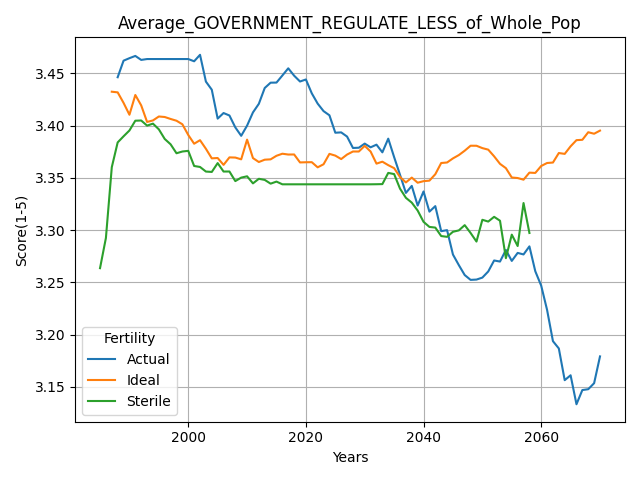 Average_GOVERNMENT_REGULATE_LESS_of_Whole_Pop
Score(1-5)
3.45
3.40
3.35
3.30
3.25
3.20
3.15
Fertility
Actual
Ideal
Sterile
2000 2020 2040 2060
Years